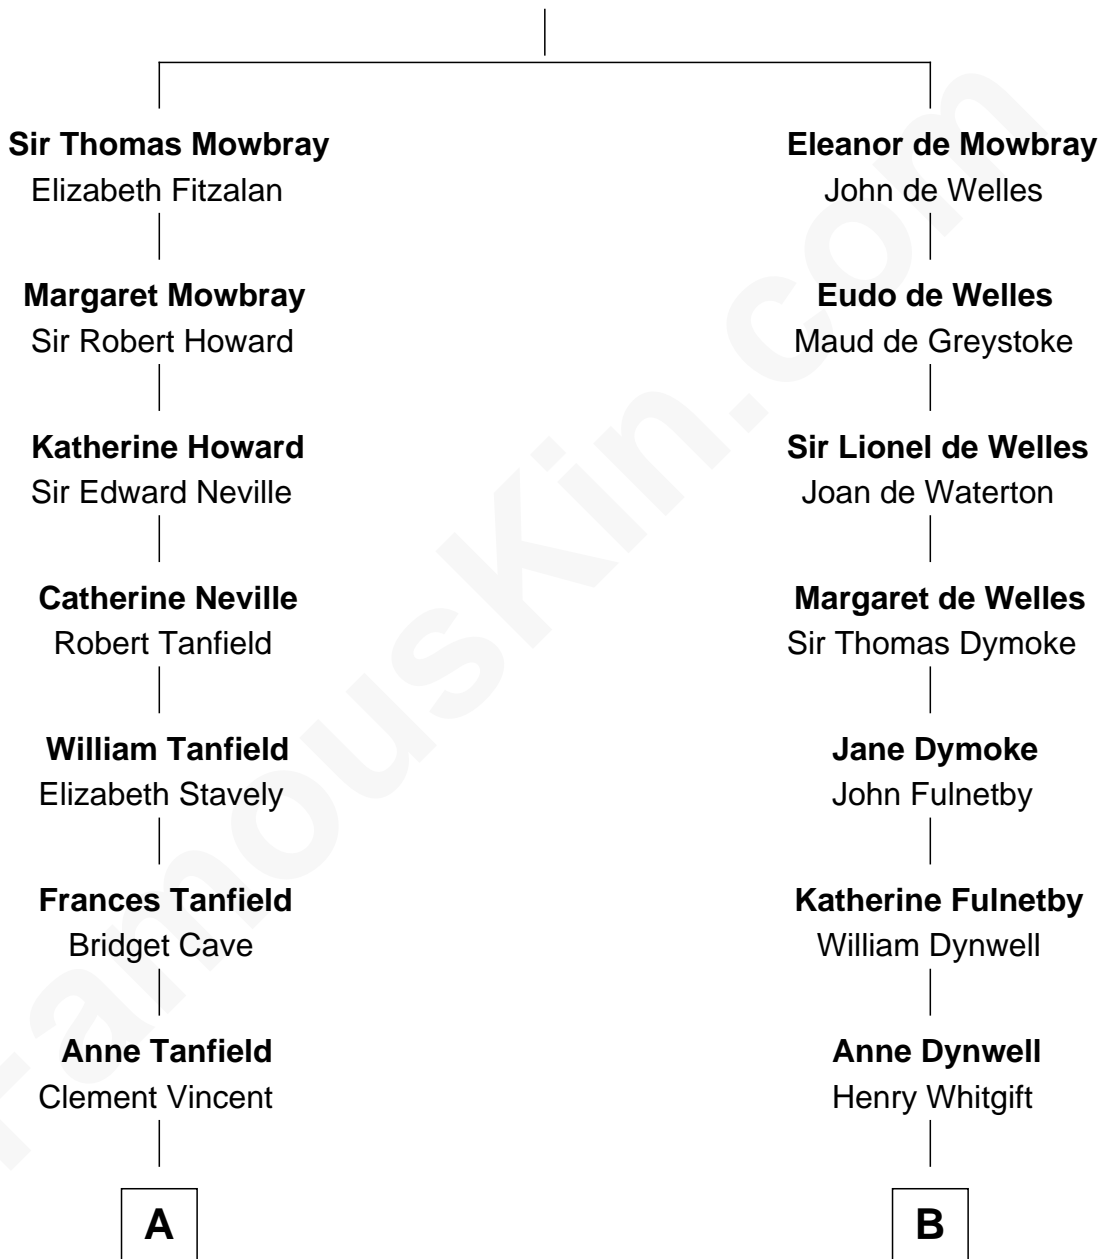 Sir Thomas Mowbray
Elizabeth Fitzalan
Margaret Mowbray
Sir Robert Howard
Katherine Howard
Sir Edward Neville
Catherine Neville
Robert Tanfield
William Tanfield
Elizabeth Stavely
Frances Tanfield
Bridget Cave
Anne Tanfield
Clement Vincent
A
Eleanor de Mowbray
John de Welles
Eudo de Welles
Maud de Greystoke
Sir Lionel de Welles
Joan de Waterton
Margaret de Welles
Sir Thomas Dymoke
Jane Dymoke
John Fulnetby
Katherine Fulnetby
William Dynwell
Anne Dynwell
Henry Whitgift
B
FamousKin.com